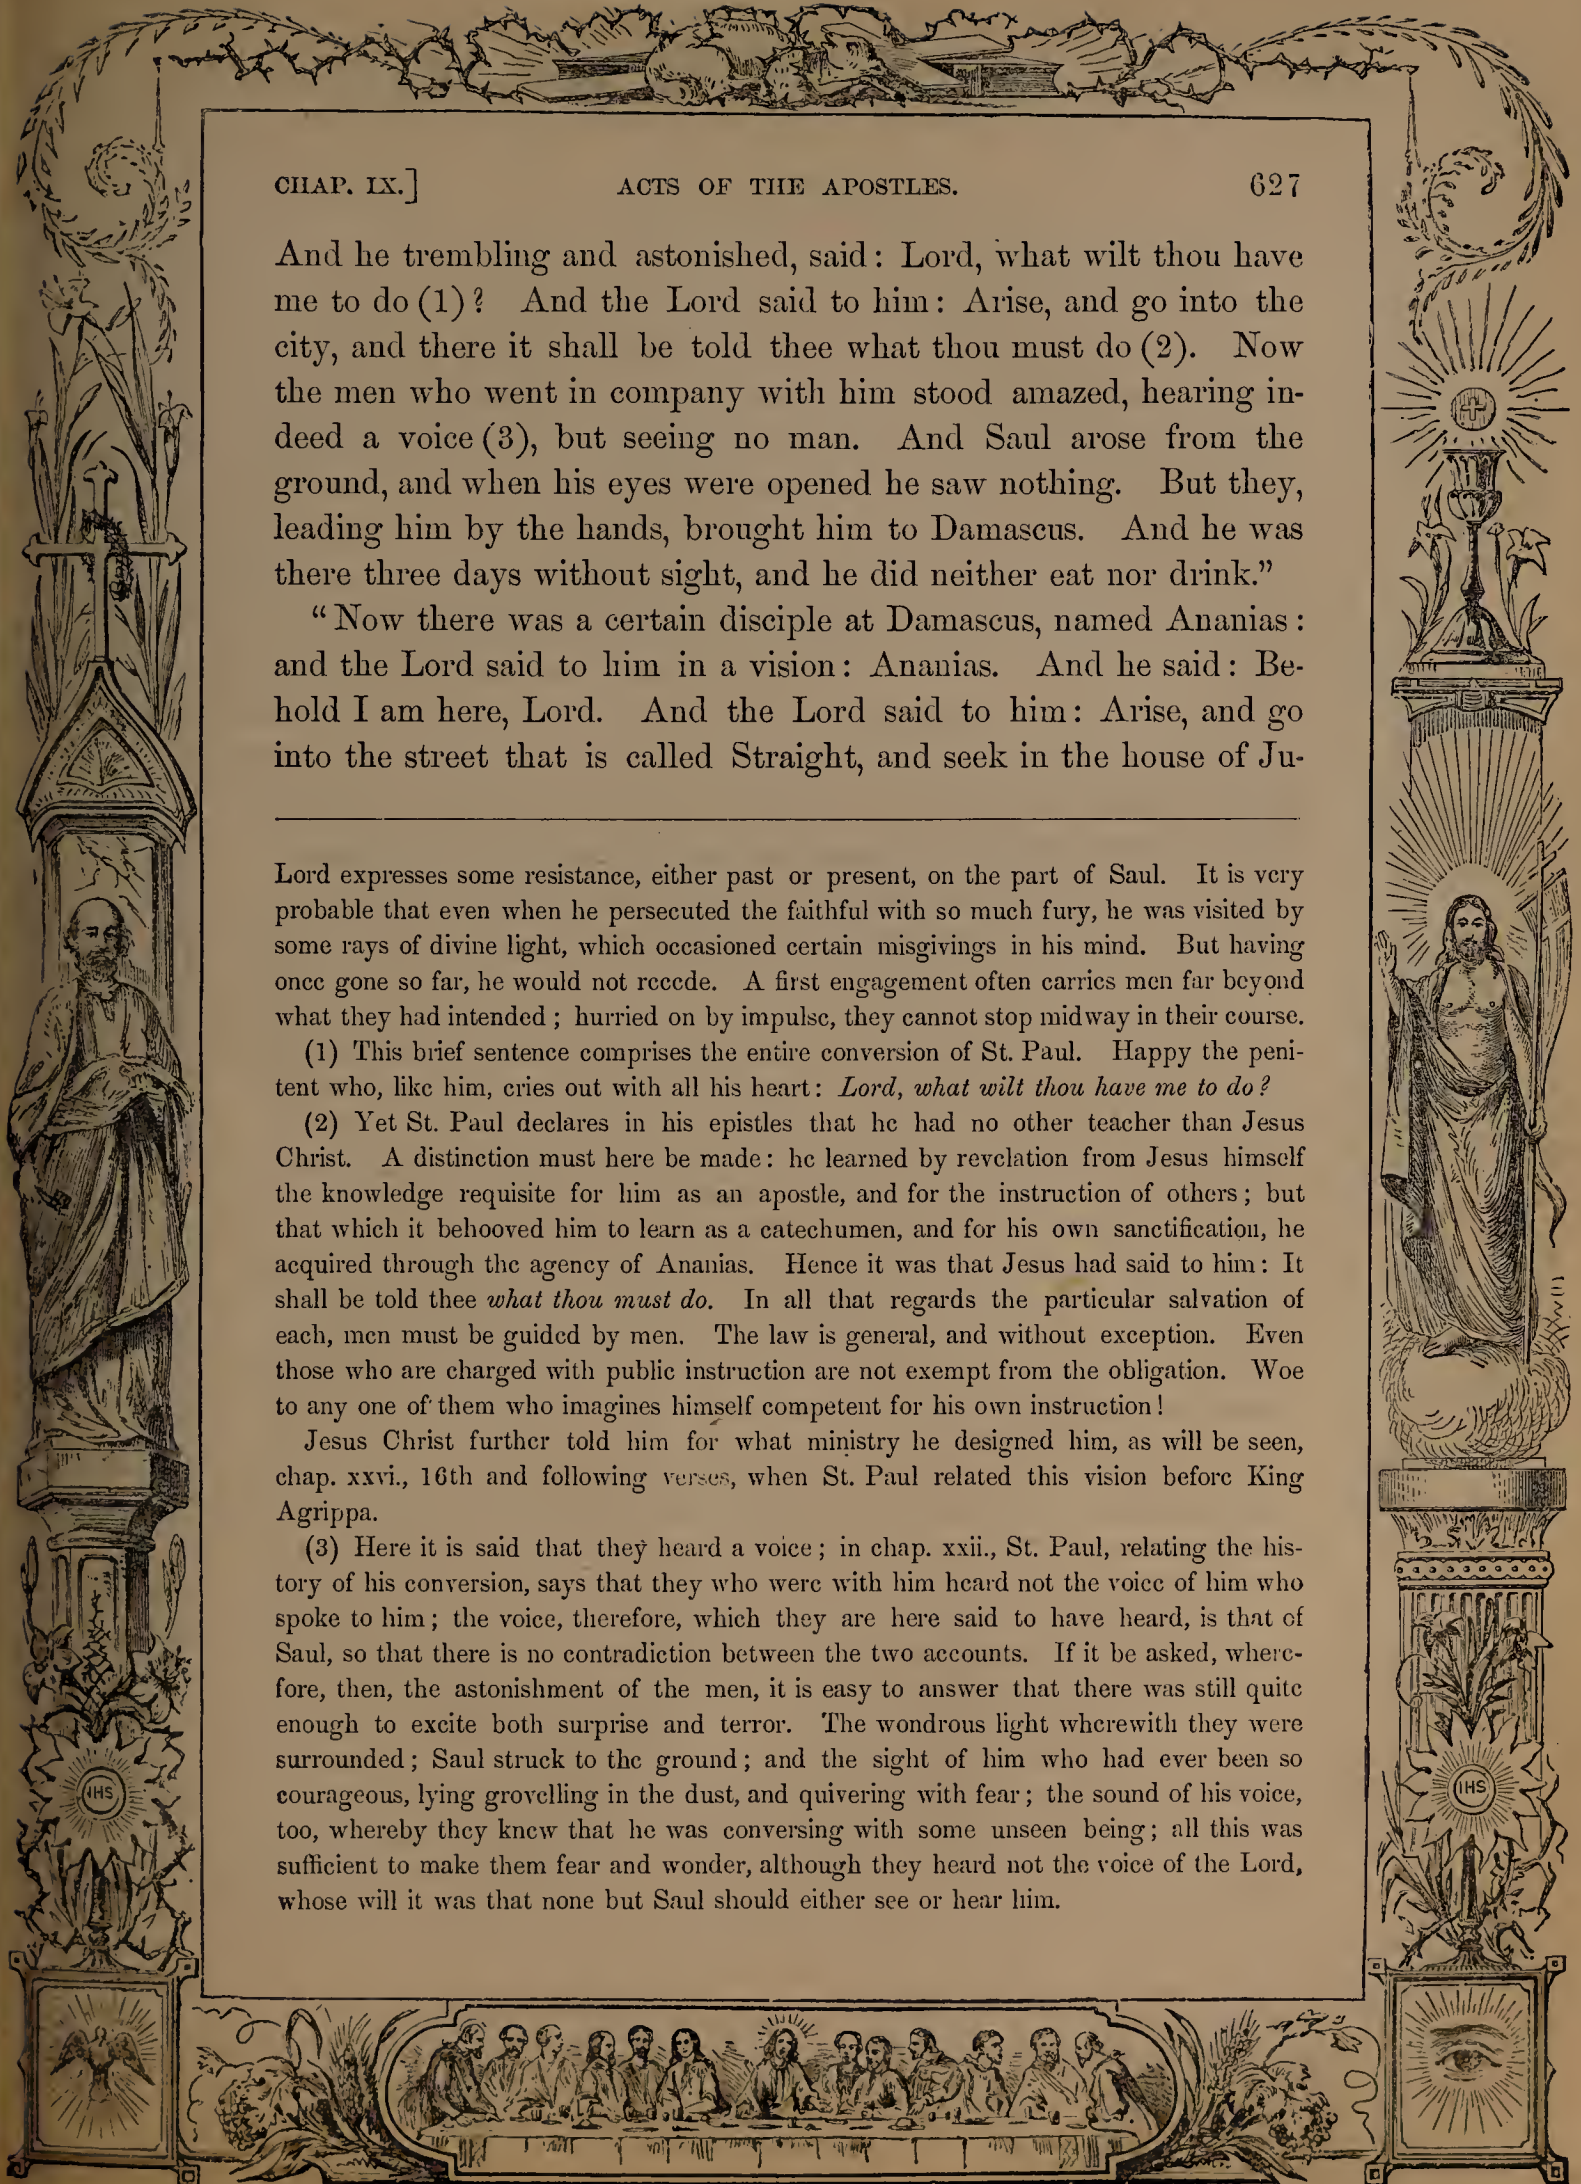 CHAP. IX.] ACTS OF THE APOSTLES. 627
And he trembling and astonished, said: Lord, what wilt thou have
me to do (1)? And the Lord said to him: Arise, and go into the
city, and there it shall be told thee what thou must do (2). Now
the men who went in company with him stood amazed, hearing in-
deed a voice (3), but seeing no man. And Saul arose from the
ground, and when his eyes were opened he saw nothing. But they,
leading him by the hands, brought him to Damascus. And he was
there three days without sight, and he did neither eat nor drink.”
“Now there was a certain disciple at Damascus, named Ananias:
and the Lord said to him in a vision: Ananias. And he said: Be-
hold I am here, Lord. And the Lord said to him: Arise, and go
into the street that is called Straight, and seek in the house of Ju-
Lord expresses some resistance, either past or present, on the part of Saul. It is very
probable that even when he persecuted the faithful with so much fury, he was visited by
some rays of divine light, which occasioned certain misgivings in his mind. But having
once gone so far, he would not recede. A first engagement often carries men far beyond
what they had intended; hurried on by impulse, they cannot stop midway in their course.
(1) This brief sentence comprises the entire conversion of St. Paul. Happy the peni-
tent who, like him, cries out with all his heart: Lord, what wilt thou have me to do?
(2) Yet St. Paul declares in his epistles that he had no other teacher than Jesus
Christ. A distinction must here be made: he learned by revelation from Jesus himself
the knowledge requisite for him as an apostle, and for the instruction of others; but
that which it behooved him to learn as a catechumen, and for his own sanctification, he
acquired through the agency of Ananias. Hence it was that Jesus had said to him: It
shall be told thee what thou must do. In all that regards the particular salvation of
each, men must be guided by men. The law is general, and without exception. Even
those who are charged with public instruction are not exempt from the obligation. Woe
to any one of them who imagines himself competent for his own instruction!
Jesus Christ further told him for what ministry he designed him, as will be seen,
chap. xxvi., 16th and following verses, when St. Paul related this vision before King
Agrippa.
(3) Here it is said that they heard a voice; in chap. xxii., St. Paul, relating the his-
tory of his conversion, says that they who were with him heard not the voice of him who
spoke to him; the voice, therefore, which they are here said to have heard, is that of
Saul, so that there is no contradiction between the two accounts. If it be asked, where-
fore, then, the astonishment of the men, it is easy to answer that there was still quite
enough to excite both surprise and terror. The wondrous light wherewith they were
surrounded; Saul struck to the ground; and the sight of him who had ever been so
courageous, lying grovelling in the dust, and quivering with fear; the sound of his voice,
too, whereby they knew that he was conversing with some unseen being; all this was
sufficient to make them fear and wonder, although they heard not the voice of the Lord,
whose will it was that none but Saul should either see or hear him.
IHS
IHS